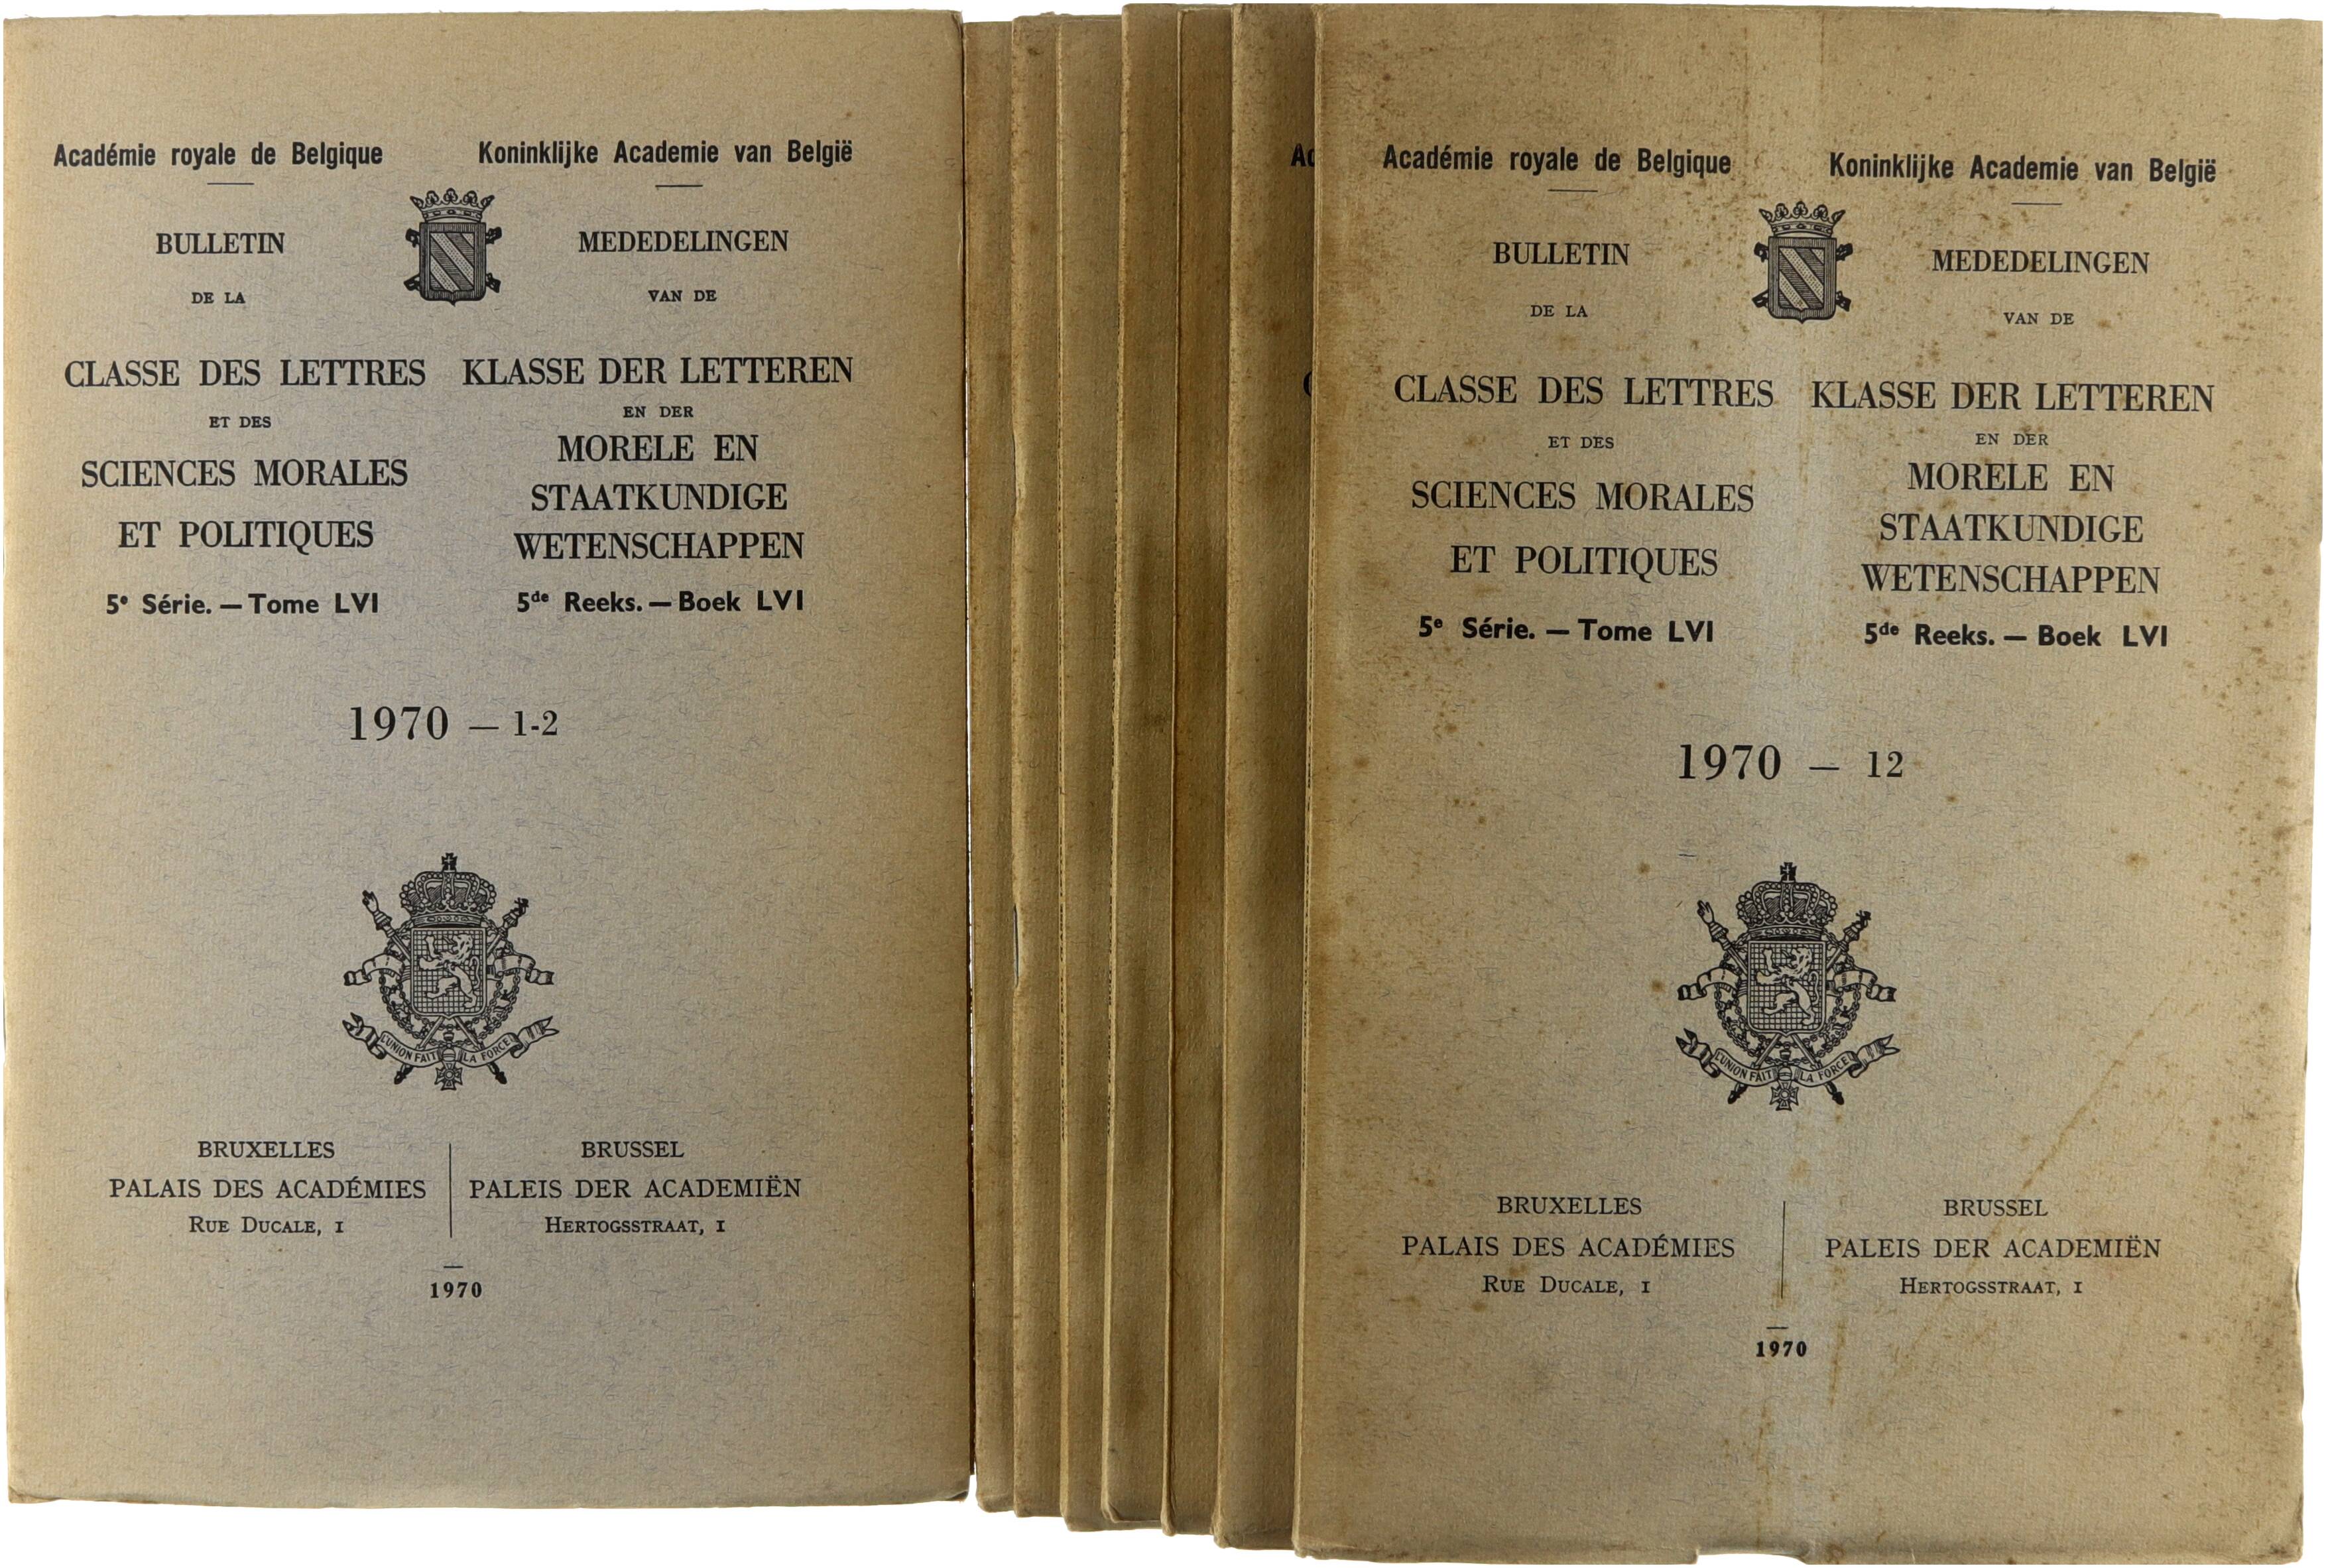 Académie royale de Belgique
BULLETIN
DE LA
CLASSE DES LETTRES
ET DES
SCIENCES MORALES
ET POLITIQUES
5e Série. — Tome LVI
Koninklijke Academie van België
MEDEDELINGEN
VAN DE
KLASSE DER LETTEREN
EN DER
MORELE EN
STAATKUNDIGE
WETENSCHAPPEN
5de Reeks. — Boek LVI
1970 — 1-2
L'UNION FAIT LA FORCE
BRUXELLES
PALAIS DES ACADÉMIES
Rue Ducale, 1
BRUSSEL
PALEIS DER ACADEMIËN
Hertogsstraat, 1
1970
Ac
C
Académie royale de Belgique
BULLETIN
DE LA
CLASSE DES LETTRES
ET DES
SCIENCES MORALES
ET POLITIQUES
5e Série. — Tome LVI
Koninklijke Academie van België
MEDEDELINGEN
VAN DE
KLASSE DER LETTEREN
EN DER
MORELE EN
STAATKUNDIGE
WETENSCHAPPEN
5de Reeks. — Boek LVI
1970 — 12
L'UNION FAIT LA FORCE
BRUXELLES
PALAIS DES ACADÉMIES
Rue Ducale, 1
BRUSSEL
PALEIS DER ACADEMIËN
Hertogsstraat, 1
1970